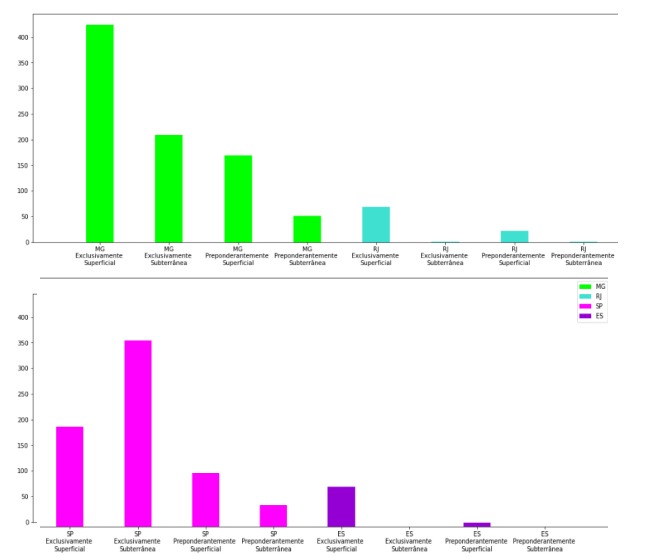 400
350
300
250
200
150
100
50
0
MG
Exclusivamente
Superficial
MG
Exclusivamente
Subterrânea
MG
Preponderantemente
Superficial
MG
Preponderantemente
Subterrânea
RJ
Exclusivamente
Superficial
RJ
Exclusivamente
Subterrânea
RJ
Preponderantemente
Superficial
RJ
Preponderantemente
Subterrânea
MG
RJ
SP
ES
400
350
300
250
200
150
100
50
0
SP
Exclusivamente
Superficial
SP
Exclusivamente
Subterrânea
SP
Preponderantemente
Superficial
SP
Preponderantemente
Subterrânea
ES
Exclusivamente
Superficial
ES
Exclusivamente
Subterrânea
ES
Preponderantemente
Superficial
ES
Preponderantemente
Subterrânea